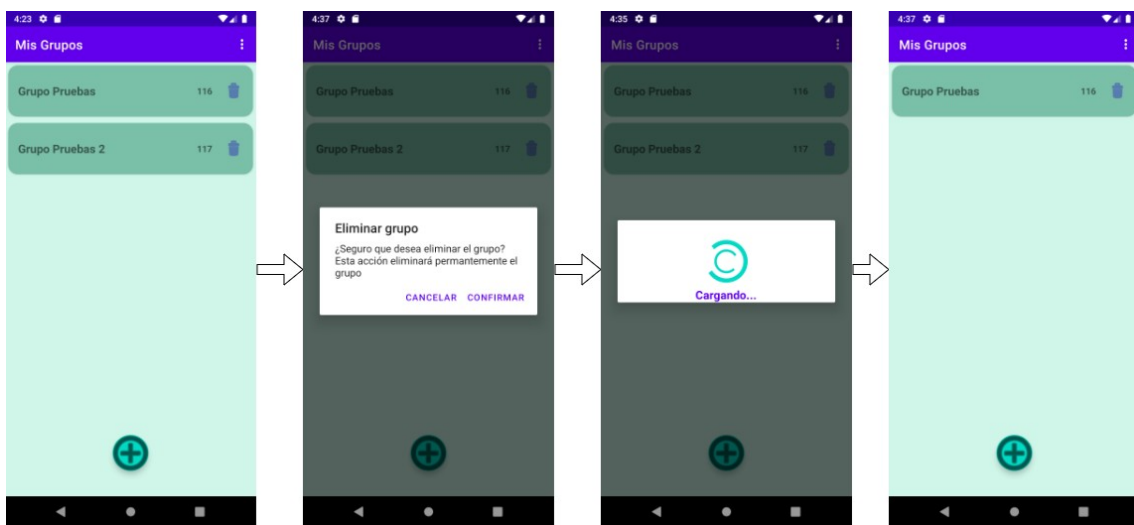 4:23
Mis Grupos
Grupo Pruebas 116
Grupo Pruebas 2 117
4:37
Mis Grupos
Grupo Pruebas 116
Grupo Pruebas 2 117
Eliminar grupo
¿Seguro que desea eliminar el grupo?
Esta acción eliminará permantemente el
grupo
CANCELAR CONFIRMAR
4:35
Mis Grupos
Grupo Pruebas 116
Grupo Pruebas 2 117
Cargando...
4:37
Mis Grupos
Grupo Pruebas 116